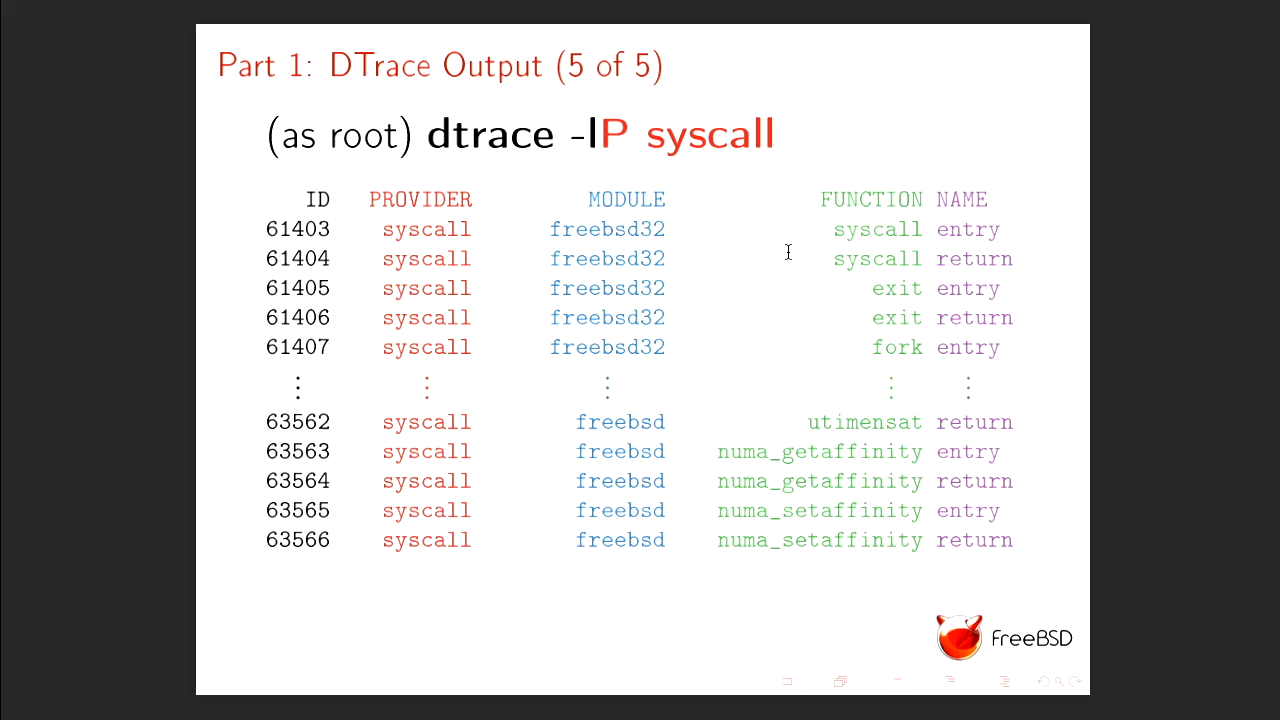 Part 1: DTrace Output (5 of 5)
(as root) dtrace -lP syscall
ID PROVIDER MODULE FUNCTION NAME
61403 syscall freebsd32 syscall entry
61404 syscall freebsd32 syscall return
61405 syscall freebsd32 exit entry
61406 syscall freebsd32 exit return
61407 syscall freebsd32 fork entry
⋮ ⋮ ⋮ ⋮ ⋮
63562 syscall freebsd utimensat return
63563 syscall freebsd numa_getaffinity entry
63564 syscall freebsd numa_getaffinity return
63565 syscall freebsd numa_setaffinity entry
63566 syscall freebsd numa_setaffinity return
FreeBSD